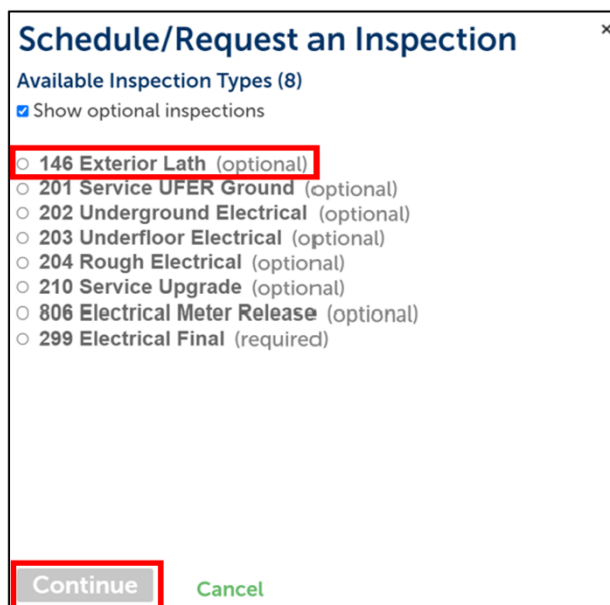 Schedule/Request an Inspection
Available Inspection Types (8)
Show optional inspections
146 Exterior Lath (optional)
201 Service UFER Ground (optional)
202 Underground Electrical (optional)
203 Underfloor Electrical (optional)
204 Rough Electrical (optional)
210 Service Upgrade (optional)
806 Electrical Meter Release (optional)
299 Electrical Final (required)
Continue Cancel